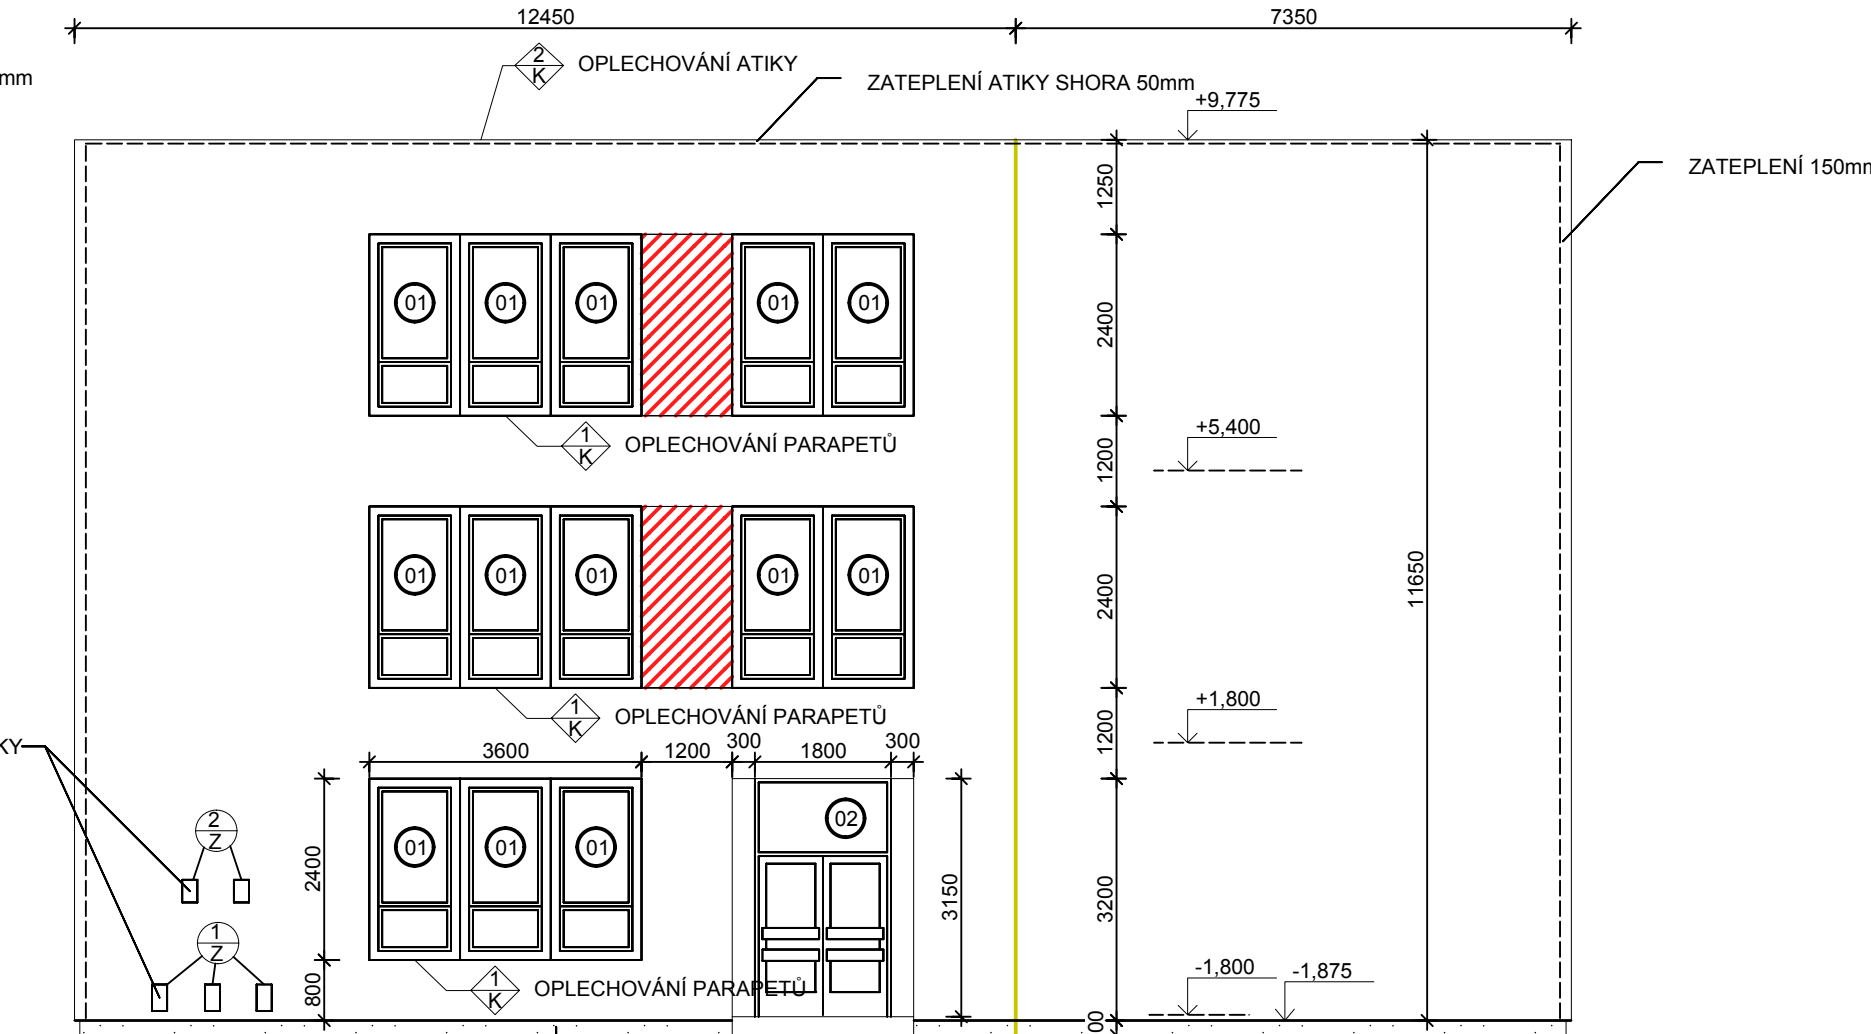 12450
7350
2
K
OPLECHOVÁNÍ ATIKY
mm
ZATEPLENÍ ATIKY SHORA 50mm
+9,775
ZATEPLENÍ 150mm
1250
01 01 01 01 01
2400
+5,400
1
K
OPLECHOVÁNÍ PARAPETŮ
1200
01 01 01 01 01
2400
11650
+1,800
1
K
OPLECHOVÁNÍ PARAPETŮ
1200
KY
3600 1200 300 1800 300
2
Z
01 01 01
02
2400
3150
3200
1
Z
-1,800
-1,875
1
K
OPLECHOVÁNÍ PARAPETŮ
800
00